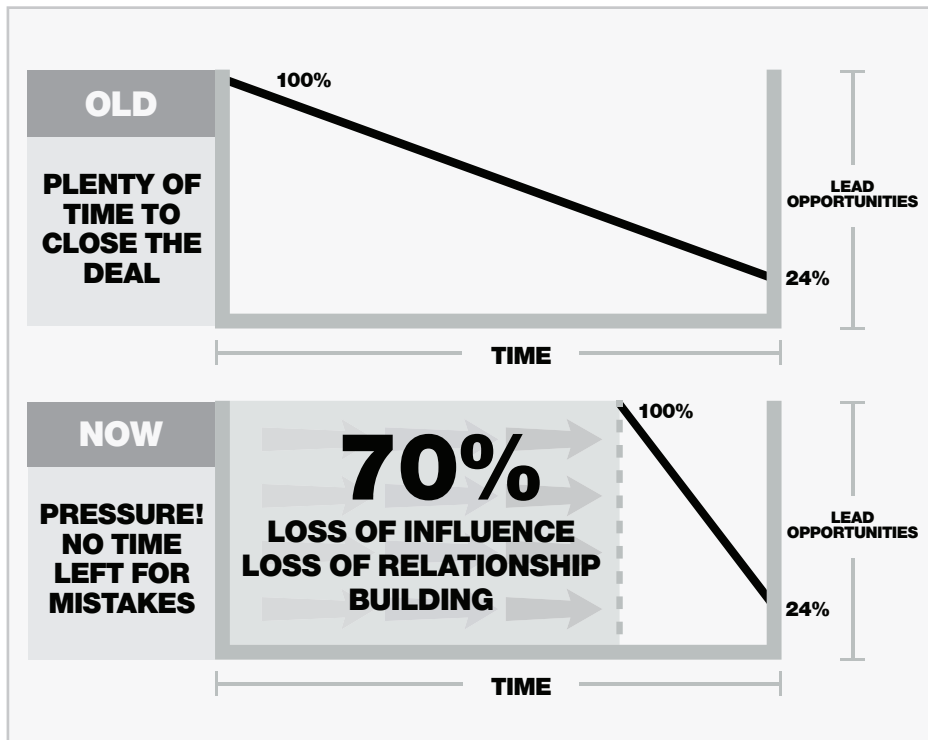 OLD
PLENTY OF
TIME TO
CLOSE THE
DEAL
100%
24%
LEAD
OPPORTUNITIES
TIME
NOW
PRESSURE!
NO TIME
LEFT FOR
MISTAKES
70%
LOSS OF INFLUENCE
LOSS OF RELATIONSHIP
BUILDING
100%
24%
LEAD
OPPORTUNITIES
TIME